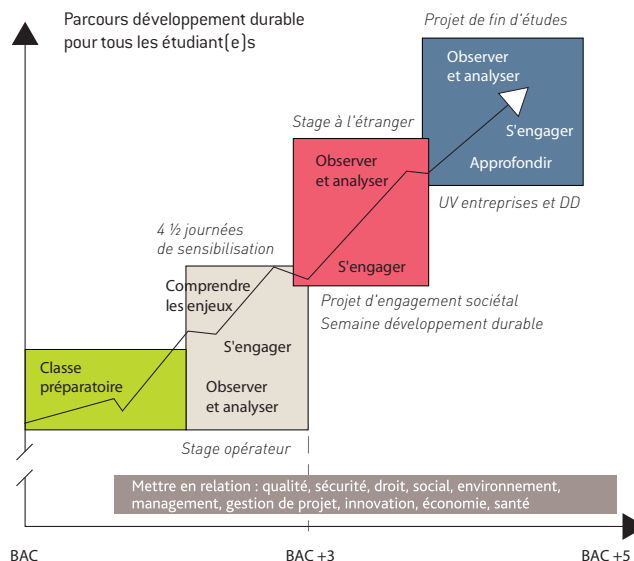 Parcours développement durable
pour tous les étudiant(e)s
Projet de fin d'études
Observer
et analyser
S'engager
Approfondir
UV entreprises et DD
Stage à l'étranger
Observer
et analyser
S'engager
Projet d'engagement sociétal
Semaine développement durable
4 ½ journées
de sensibilisation
Comprendre
les enjeux
S'engager
Observer
et analyser
Stage opérateur
Classe
préparatoire
Mettre en relation : qualité, sécurité, droit, social, environnement,
management, gestion de projet, innovation, économie, santé
BAC
BAC +3
BAC +5